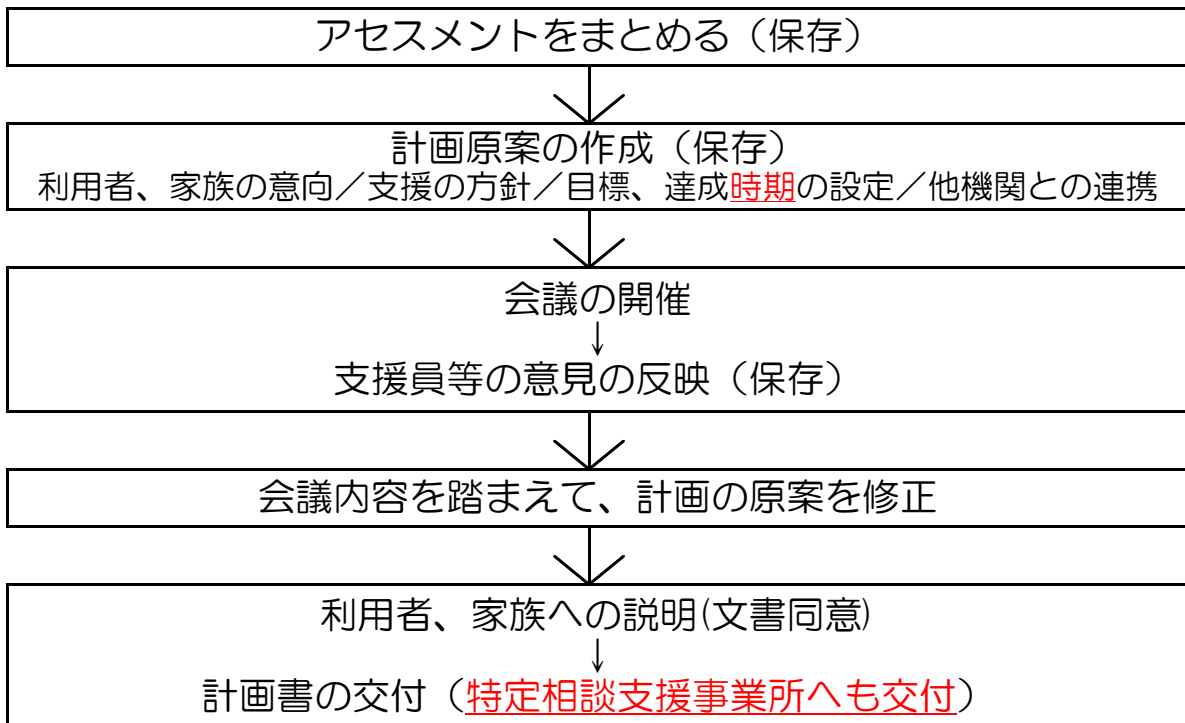 アセスメントをまとめる（保存）
計画原案の作成（保存）
利用者、家族の意向／支援の方針／目標、達成時期の設定／他機関との連携
会議の開催
↓
支援員等の意見の反映（保存）
会議内容を踏まえて、計画の原案を修正
利用者、家族への説明(文書同意)
↓
計画書の交付（特定相談支援事業所へも交付）